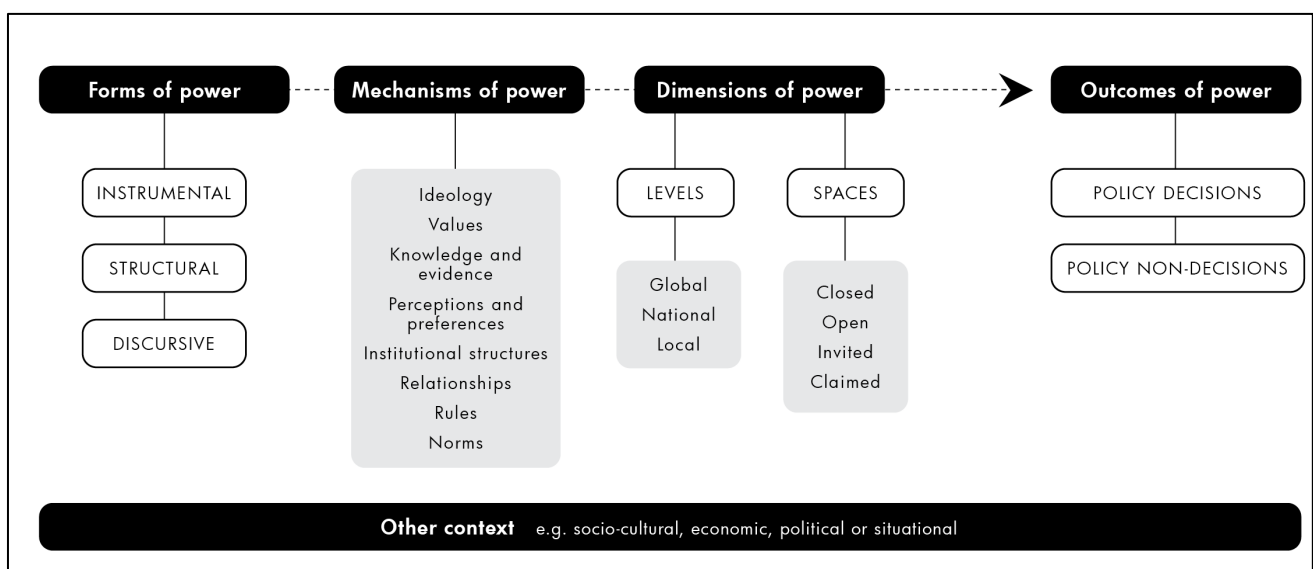 Forms of power
Mechanisms of power
Dimensions of power
Outcomes of power
INSTRUMENTAL
STRUCTURAL
DISCURSIVE
Ideology
Values
Knowledge and
evidence
Perceptions and
preferences
Institutional structures
Relationships
Rules
Norms
LEVELS
Global
National
Local
SPACES
Closed
Open
Invited
Claimed
POLICY DECISIONS
POLICY NON-DECISIONS
Other context e.g. socio-cultural, economic, political or situational